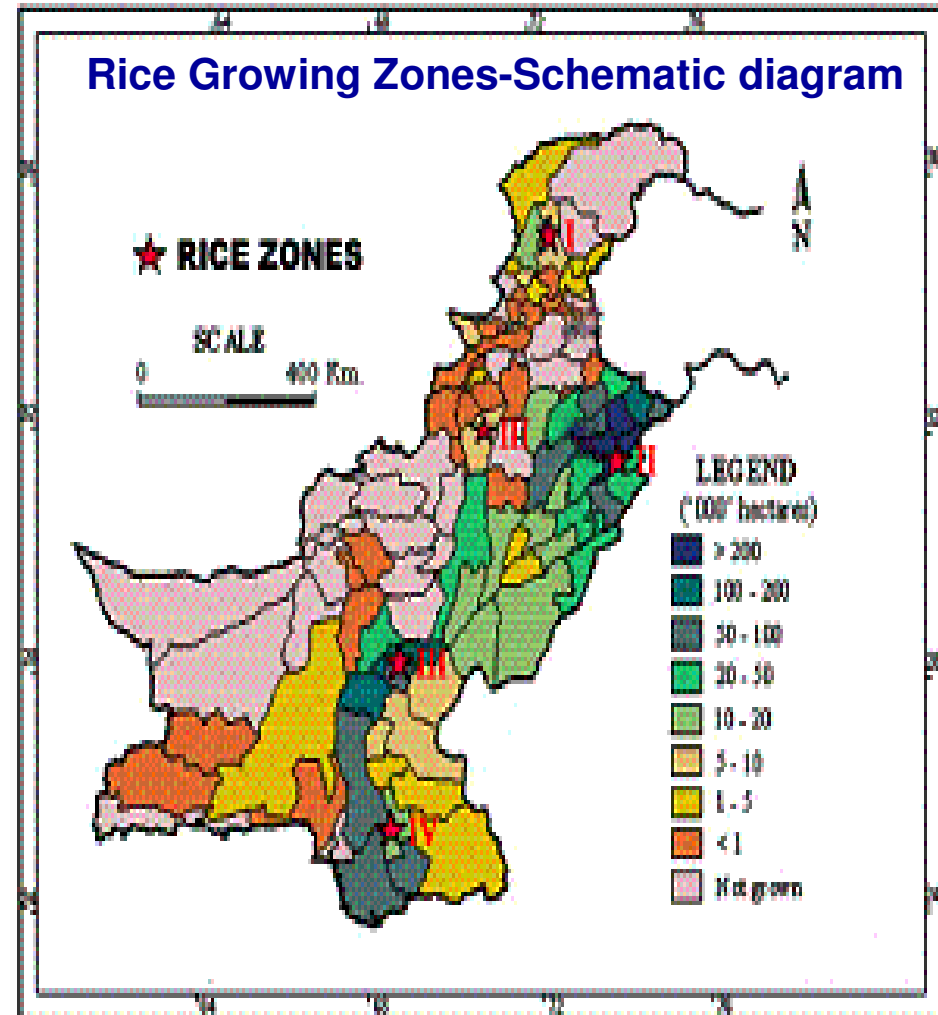 Rice Growing Zones-Schematic diagram
N
I
RICE ZONES
SCALE
0 400 Km.
III
II
LEGEND
('000' hectares)
> 200
100 - 200
50 - 100
20 - 50
10 - 20
5 - 10
1 - 5
< 1
Not grown
III
IV